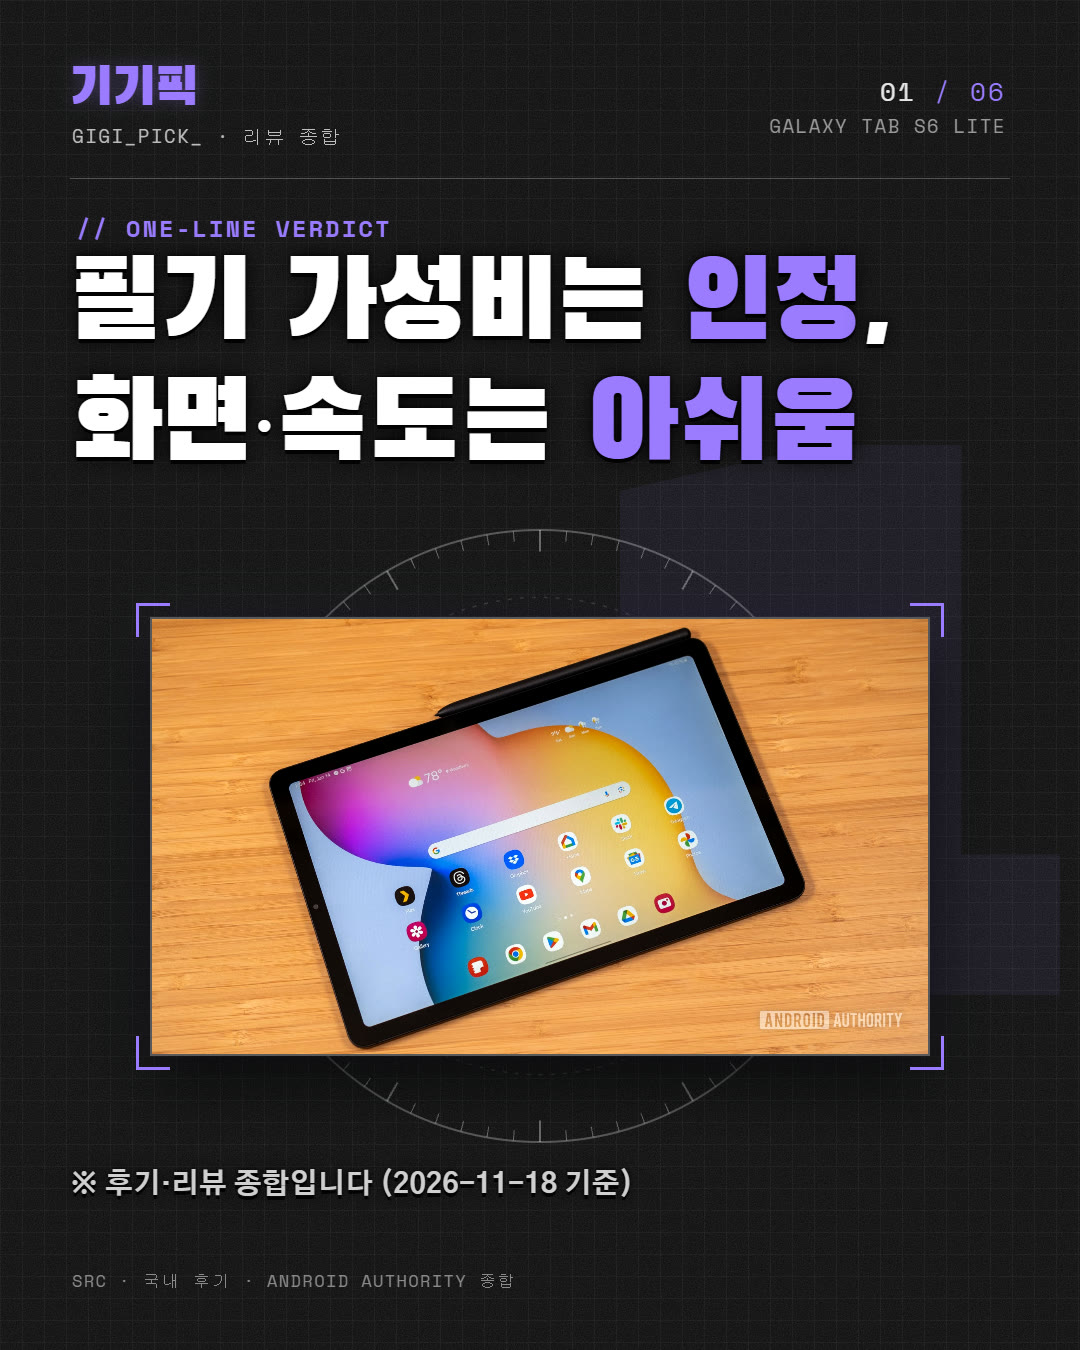 기기픽
GIGI_PICK_ · 리뷰 종합
01 / 06
GALAXY TAB S6 LITE
// ONE-LINE VERDICT
필기 가성비는 인정,
화면·속도는 아쉬움
78°
ANDROID AUTHORITY
※ 후기·리뷰 종합입니다 (2026-11-18 기준)
SRC · 국내 후기 · ANDROID AUTHORITY 종합